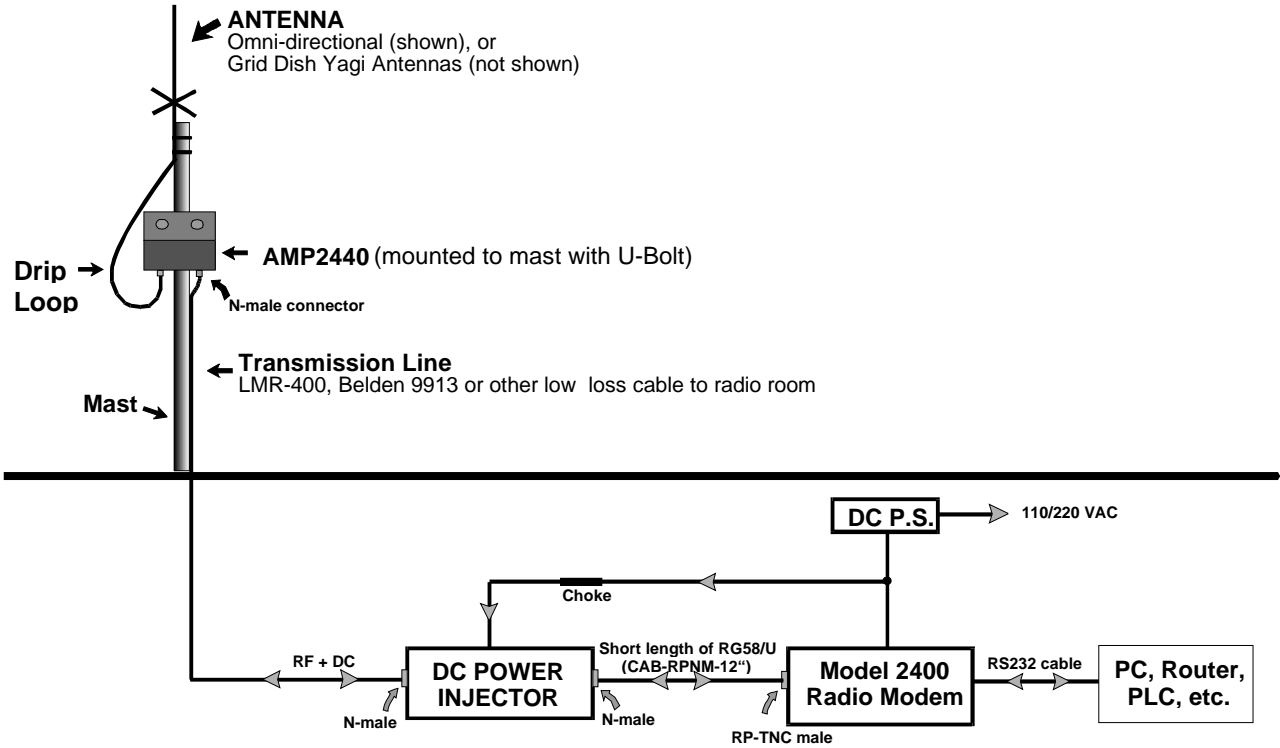 ANTENNA
Omni-directional (shown), or
Grid Dish Yagi Antennas (not shown)
AMP2440 (mounted to mast with U-Bolt)
Drip
Loop
N-male connector
Transmission Line
LMR-400, Belden 9913 or other low loss cable to radio room
Mast
DC P.S.
110/220 VAC
Choke
RF + DC
DC POWER
INJECTOR
Short length of RG58/U
(CAB-RPNM-12“)
Model 2400
Radio Modem
RS232 cable
PC, Router,
PLC, etc.
N-male
N-male
RP-TNC male